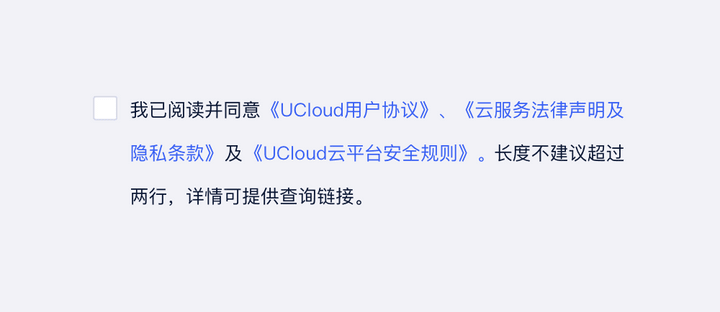 我已阅读并同意《UCloud用户协议》、《云服务法律声明及
隐私条款》及《UCloud云平台安全规则》。长度不建议超过
两行，详情可提供查询链接。